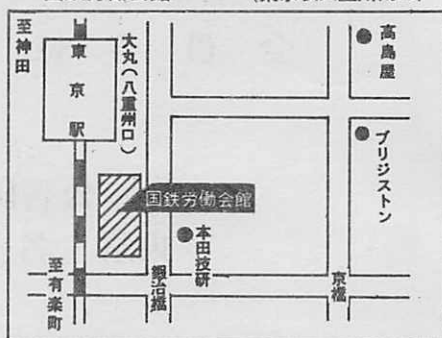 至神田
東京駅
大丸(八重州口)
高島屋
ブリジストン
国鉄労働会館
本田技研
至有楽町
鍛冶橋
京橋